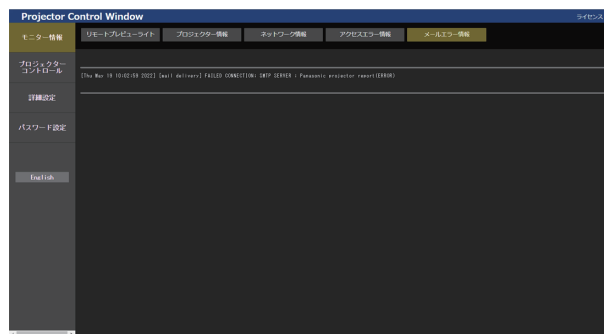 Projector Control Window
ライセンス
モニター情報
リモートプレビューライト
プロジェクター情報
ネットワーク情報
アクセスエラー情報
メールエラー情報
プロジェクター
コントロール
[Thu Mar 10 10:02:59 2022] [mail delivery] FAILED CONNECTION: SMTP SERVER : Panasonic projector report(ERROR)
詳細設定
パスワード設定
English